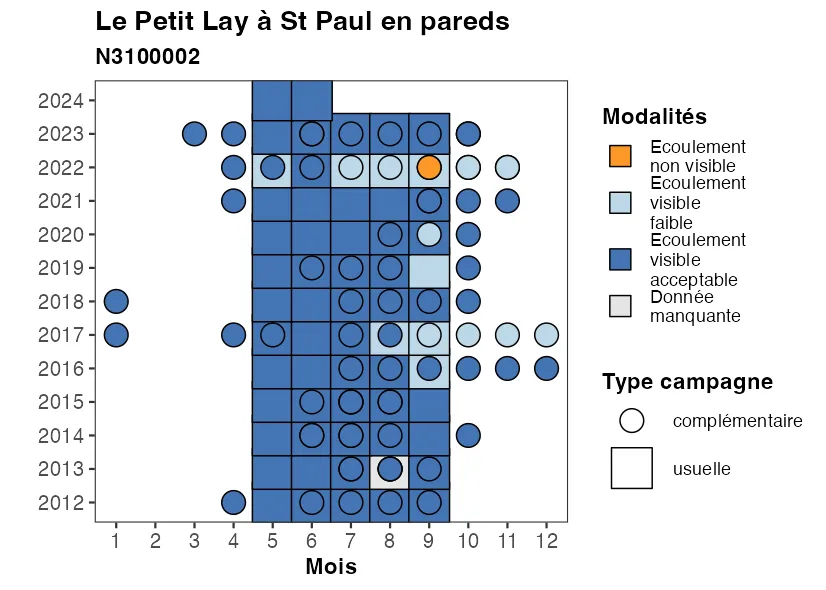 Le Petit Lay à St Paul en pareds
N3100002
2024
2023
2022
2021
2020
2019
2018
2017
2016
2015
2014
2013
2012
1 2 3 4 5 6 7 8 9 10 11 12
Mois
Modalités
Ecoulement
non visible
Ecoulement
visible
faible
Ecoulement
visible
acceptable
Donnée
manquante
Type campagne
complémentaire
usuelle